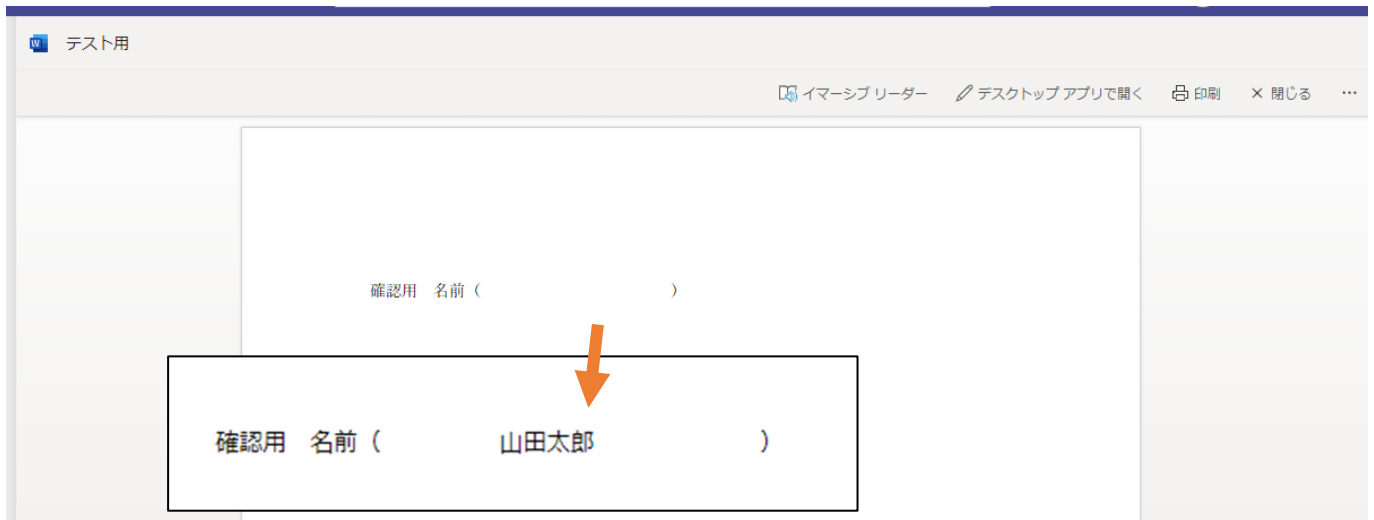 W テスト用
イマーシブ リーダー デスクトップ アプリで開く 印刷 × 閉じる …
確認用　名前（　　　　　　　　　　　　）
確認用　名前（　　　　　山田太郎　　　　　　　）